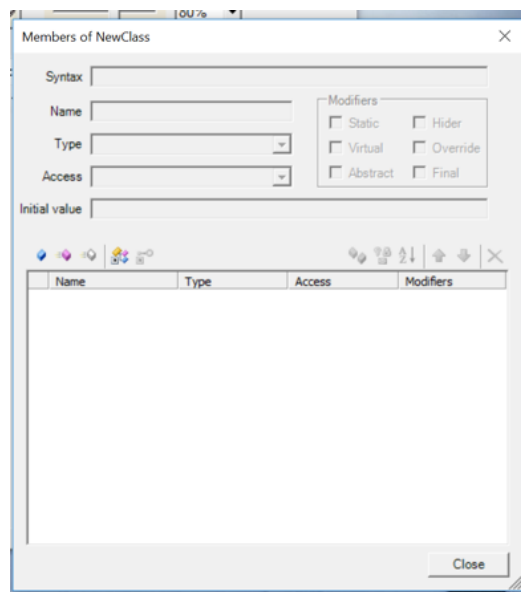 80%
Members of NewClass
Syntax
Name
Modifiers
Static Hider
Type
Virtual Override
Access
Abstract Final
Initial value
Name Type Access Modifiers
Close